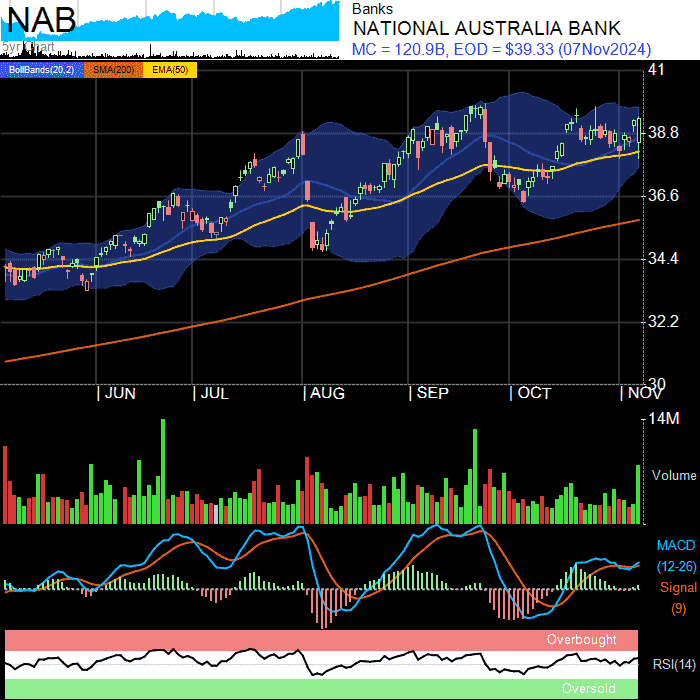 NAB
5yr Chart
Banks
NATIONAL AUSTRALIA BANK
MC = 120.9B, EOD = $39.33 (07Nov2024)
BollBands(20,2) SMA(200) EMA(50)
41
38.8
36.6
34.4
32.2
30
JUN JUL AUG SEP OCT NOV
14M
Volume
MACD
(12-26)
Signal
(9)
Overbought
RSI(14)
Oversold